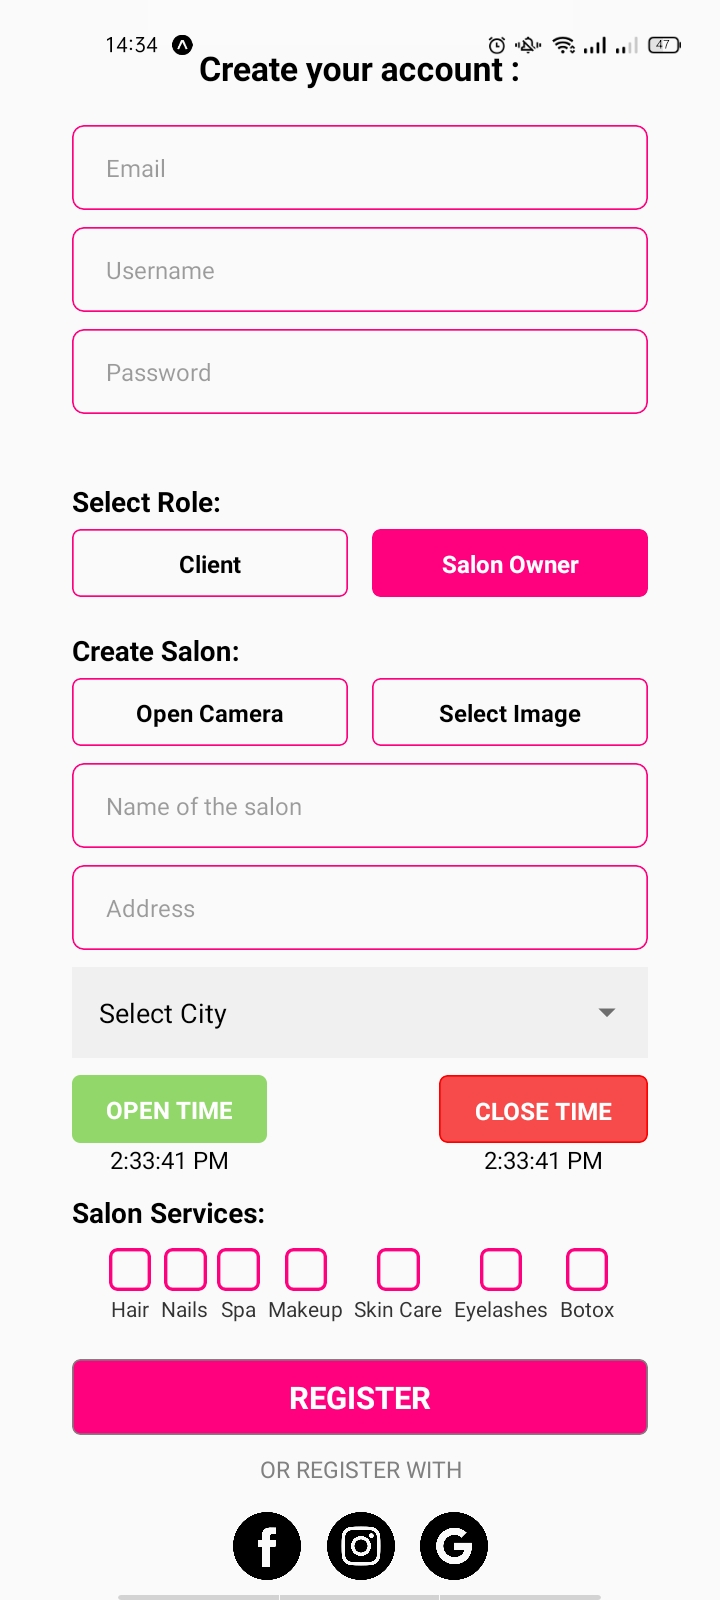 14:34 47
Create your account :
Email
Username
Password
Select Role:
Client Salon Owner
Create Salon:
Open Camera Select Image
Name of the salon
Address
Select City
OPEN TIME CLOSE TIME
2:33:41 PM 2:33:41 PM
Salon Services:
Hair Nails Spa Makeup Skin Care Eyelashes Botox
REGISTER
OR REGISTER WITH